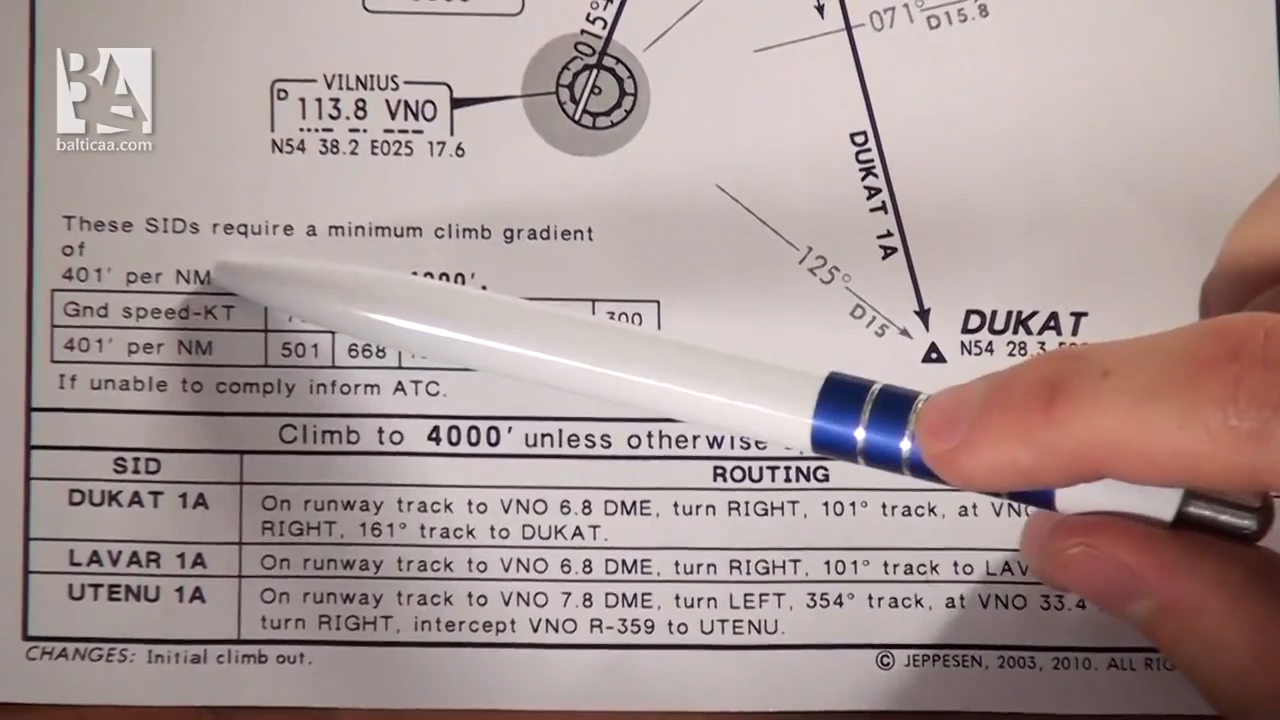 BA
balticaa.com
015°
071°
D15.8
VILNIUS
D 113.8 VNO
N54 38.2 E025 17.6
DUKAT 1A
125°
D15
DUKAT
N54 28.3
These SIDs require a minimum climb gradient
of
401' per NM
Gnd speed-KT 300
401' per NM 501 668
If unable to comply inform ATC.
Climb to 4000' unless otherwise
SID ROUTING
DUKAT 1A On runway track to VNO 6.8 DME, turn RIGHT, 101° track, at
RIGHT, 161° track to DUKAT.
LAVAR 1A On runway track to VNO 6.8 DME, turn RIGHT, 101° track to
UTENU 1A On runway track to VNO 7.8 DME, turn LEFT, 354° track, at VNO 33.4
turn RIGHT, intercept VNO R-359 to UTENU.
CHANGES: Initial climb out.
© JEPPESEN, 2003, 2010. ALL